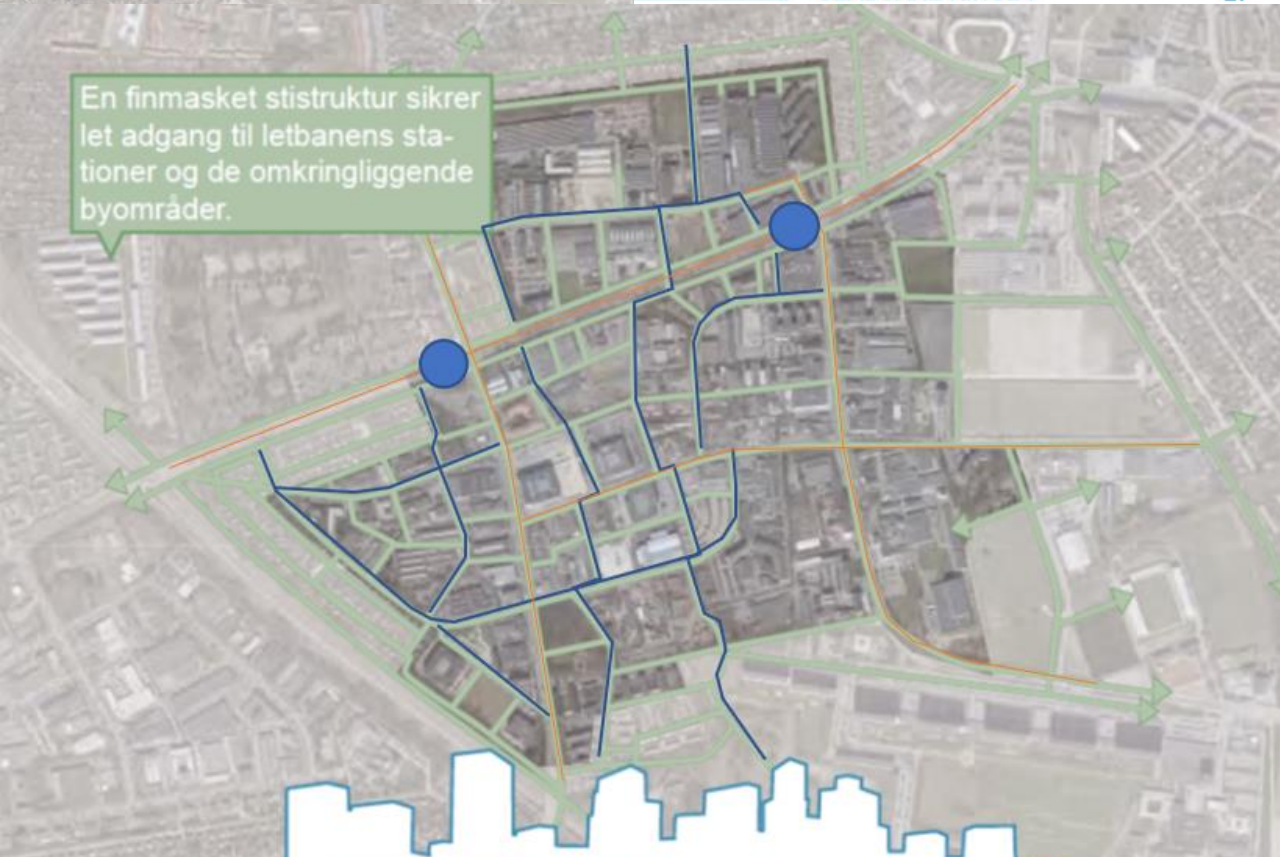 En finmasket stistruktur sikrer
let adgang til letbanens sta-
tioner og de omkringliggende
byområder.